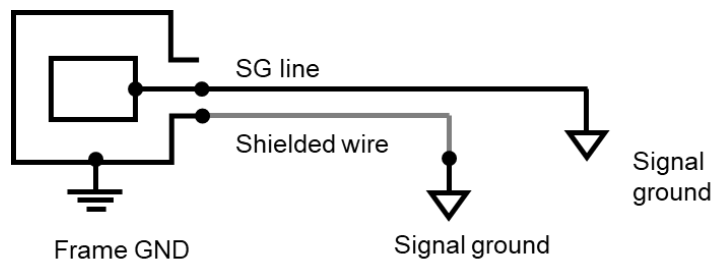 SG line
Shielded wire
Signal
ground
Frame GND
Signal ground